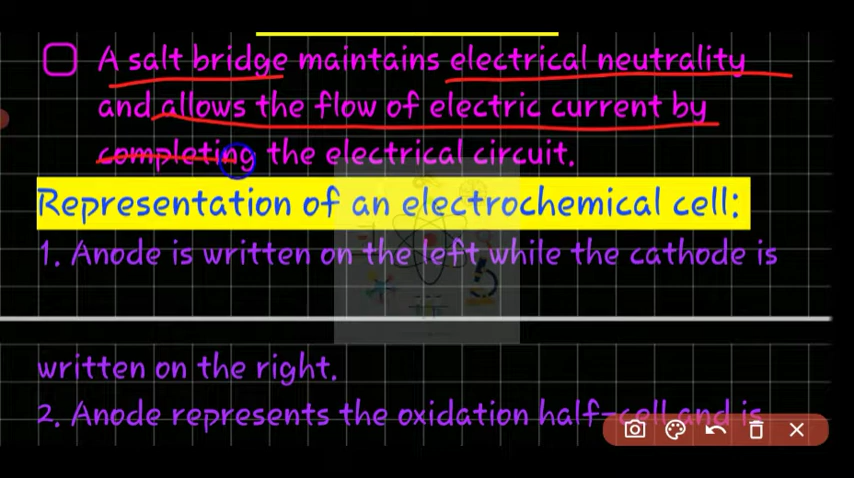 A salt bridge maintains electrical neutrality
and allows the flow of electric current by
completing the electrical circuit.
Representation of an electrochemical cell:
1. Anode is written on the left while the cathode is
written on the right.
2. Anode represents the oxidation half-cell and is